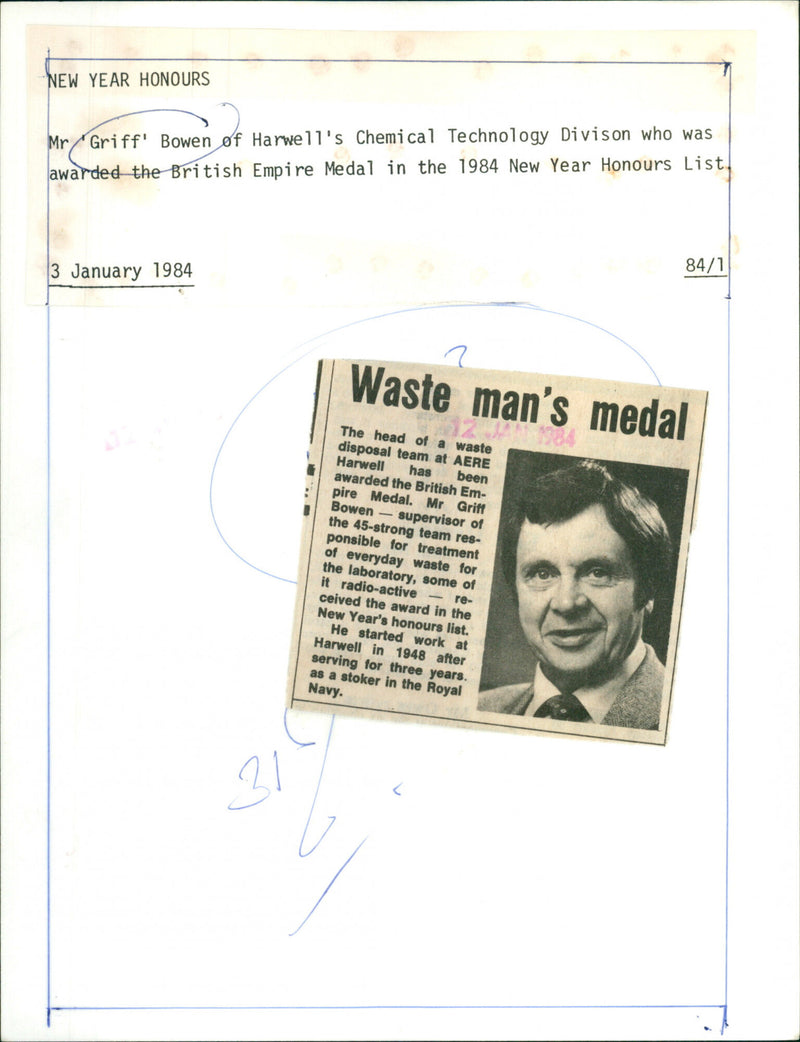 NEW YEAR HONOURS
Mr 'Griff' Bowen of Harwell's Chemical Technology Divison who was
awarded the British Empire Medal in the 1984 New Year Honours List.
3 January 1984
84/1
Waste man's medal
12 JAN 1984
The head of a waste
disposal team at AERE
Harwell has been
awarded the British Em-
pire Medal. Mr Griff
Bowen — supervisor of
the 45-strong team res-
ponsible for treatment
of everyday waste for
the laboratory, some of
it radio-active — re-
ceived the award in the
New Year's honours list.
He started work at
Harwell in 1948 after
serving for three years.
as a stoker in the Royal
Navy.